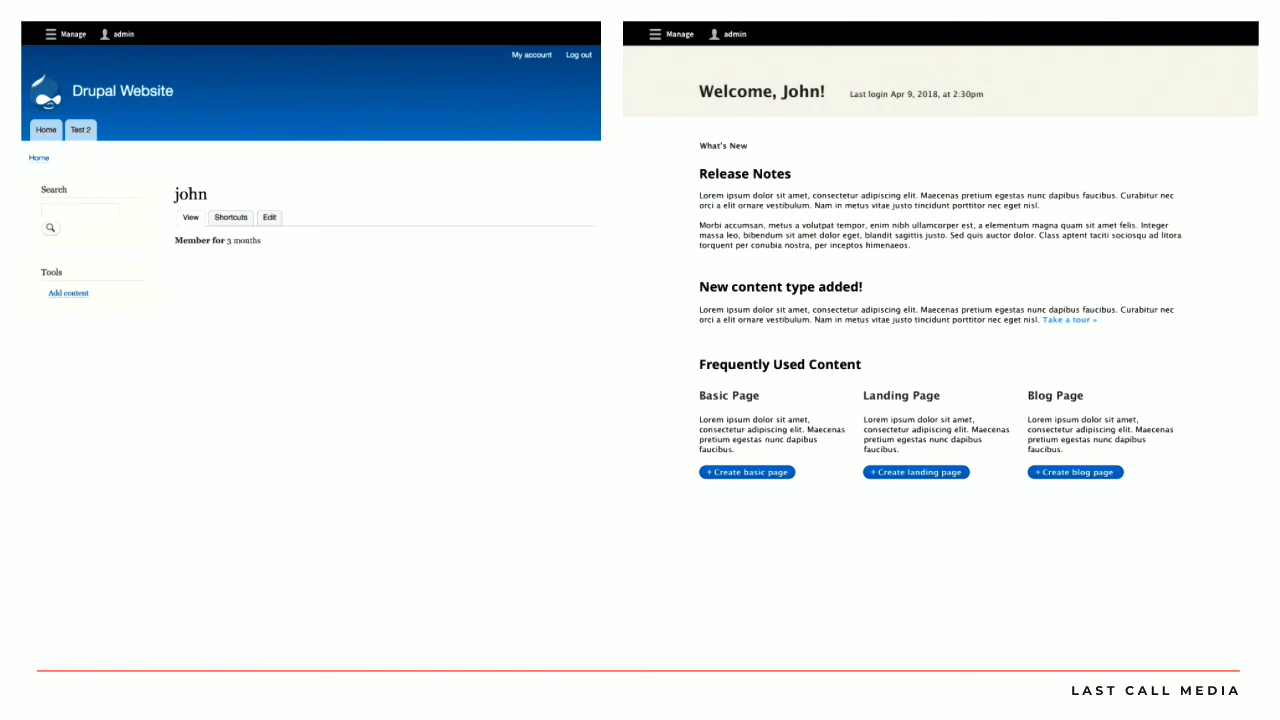 Manage admin
My account Log out
Drupal Website
Home Test 2
Home
Search
Tools
Add content
john
View Shortcuts Edit
Member for 3 months
Manage admin
Welcome, John! Last login Apr 9, 2018, at 2:30pm
What's New
Release Notes
Lorem ipsum dolor sit amet, consectetur adipiscing elit. Maecenas pretium egestas nunc dapibus faucibus. Curabitur nec
orci a elit ornare vestibulum. Nam in metus vitae justo tincidunt porttitor nec eget nisl.
Morbi accumsan, metus a volutpat tempor, enim nibh ullamcorper est, a elementum magna quam sit amet felis. Integer
massa leo, bibendum sit amet dolor eget, blandit sagittis justo. Sed quis auctor dolor. Class aptent taciti sociosqu ad litora
torquent per conubia nostra, per inceptos himenaeos.
New content type added!
Lorem ipsum dolor sit amet, consectetur adipiscing elit. Maecenas pretium egestas nunc dapibus faucibus. Curabitur nec
orci a elit ornare vestibulum. Nam in metus vitae justo tincidunt porttitor nec eget nisl. Take a tour »
Frequently Used Content
Basic Page
Lorem ipsum dolor sit amet,
consectetur adipiscing elit. Maecenas
pretium egestas nunc dapibus
faucibus.
+ Create basic page
Landing Page
Lorem ipsum dolor sit amet,
consectetur adipiscing elit. Maecenas
pretium egestas nunc dapibus
faucibus.
+ Create landing page
Blog Page
Lorem ipsum dolor sit amet,
consectetur adipiscing elit. Maecenas
pretium egestas nunc dapibus
faucibus.
+ Create blog page
LAST CALL MEDIA